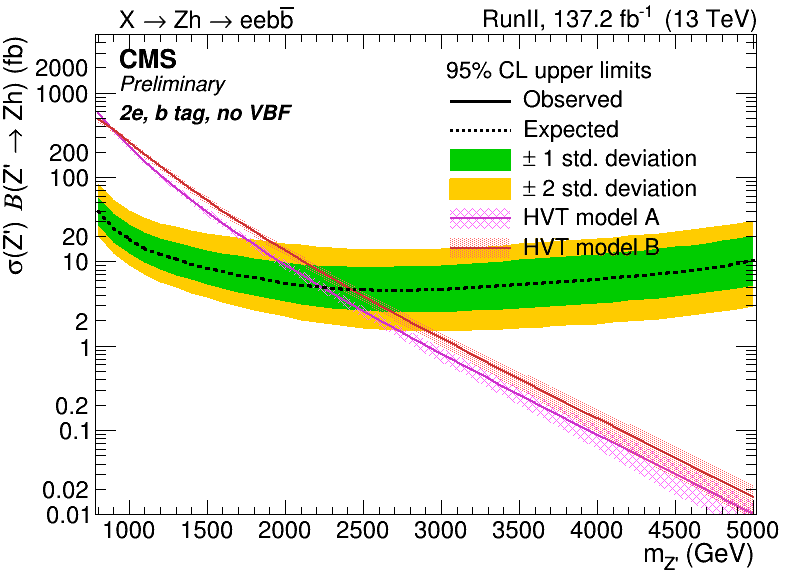 X → Zh → eebb̅
RunII, 137.2 fb⁻¹ (13 TeV)
CMS
Preliminary
2e, b tag, no VBF
95% CL upper limits
Observed
Expected
± 1 std. deviation
± 2 std. deviation
HVT model A
HVT model B
σ(Z') B(Z' → Zh) (fb)
2000
1000
200
100
20
10
2
1
0.2
0.1
0.02
0.01
1000 1500 2000 2500 3000 3500 4000 4500 5000
m_Z' (GeV)